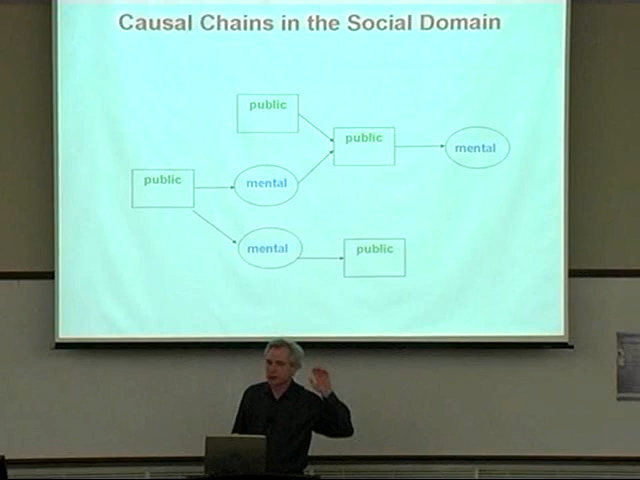 Causal Chains in the Social Domain
public
public
mental
public
mental
mental
public